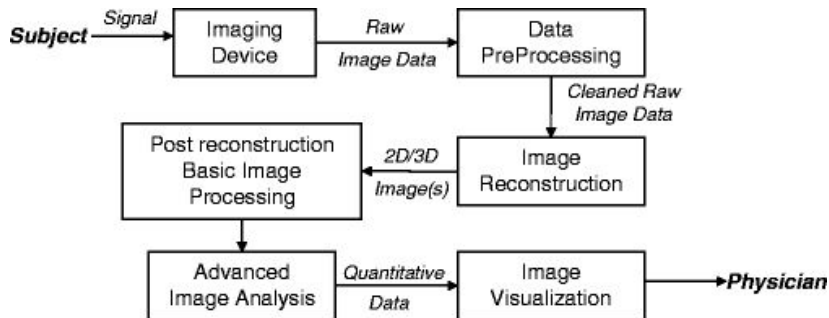 Subject
Signal
Imaging
Device
Raw
Image Data
Data
PreProcessing
Cleaned Raw
Image Data
Image
Reconstruction
2D/3D
Image(s)
Post reconstruction
Basic Image
Processing
Advanced
Image Analysis
Quantitative
Data
Image
Visualization
Physician